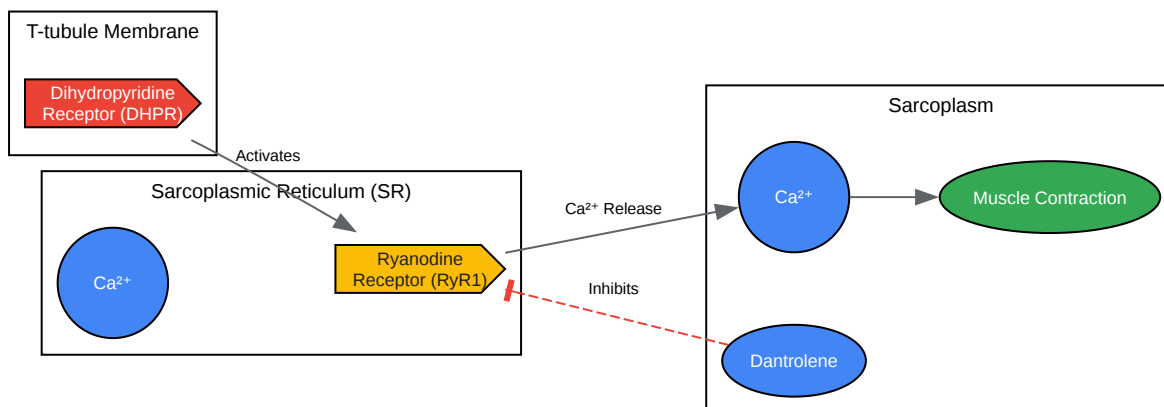 T-tubule Membrane
Dihydropyridine
Receptor (DHPR)
Activates
Sarcoplasmic Reticulum (SR)
Ca²⁺
Ryanodine
Receptor (RyR1)
Ca²⁺ Release
Inhibits
Sarcoplasm
Ca²⁺
Muscle Contraction
Dantrolene